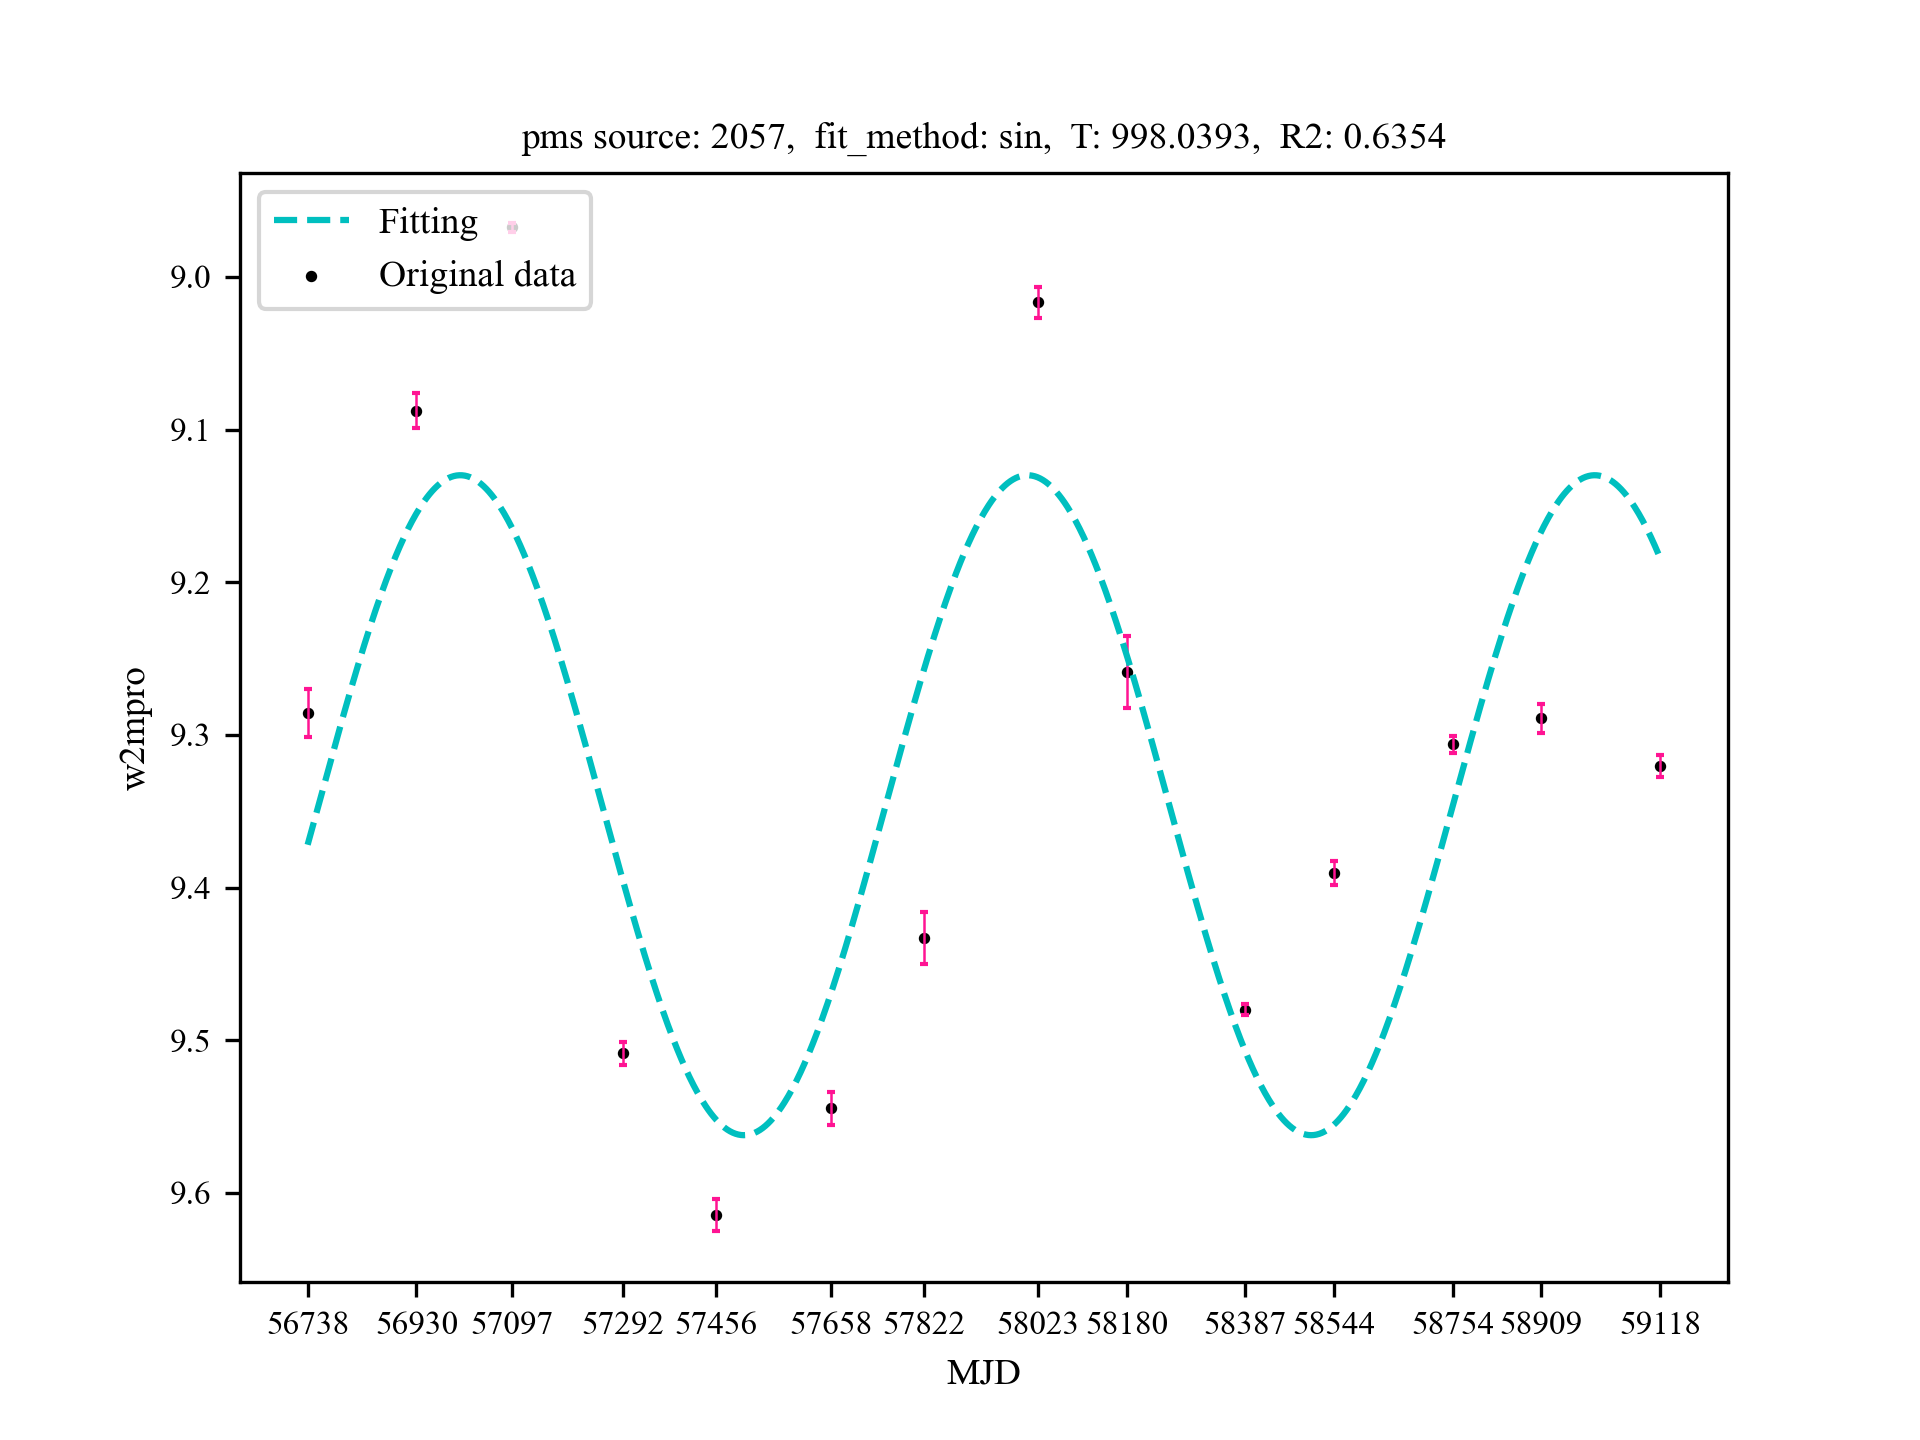 pms source: 2057, fit_method: sin, T: 998.0393, R2: 0.6354
Fitting
Original data
9.0
9.1
9.2
9.3
9.4
9.5
9.6
w2mpro
56738 56930 57097 57292 57456 57658 57822 58023 58180 58387 58544 58754 58909 59118
MJD